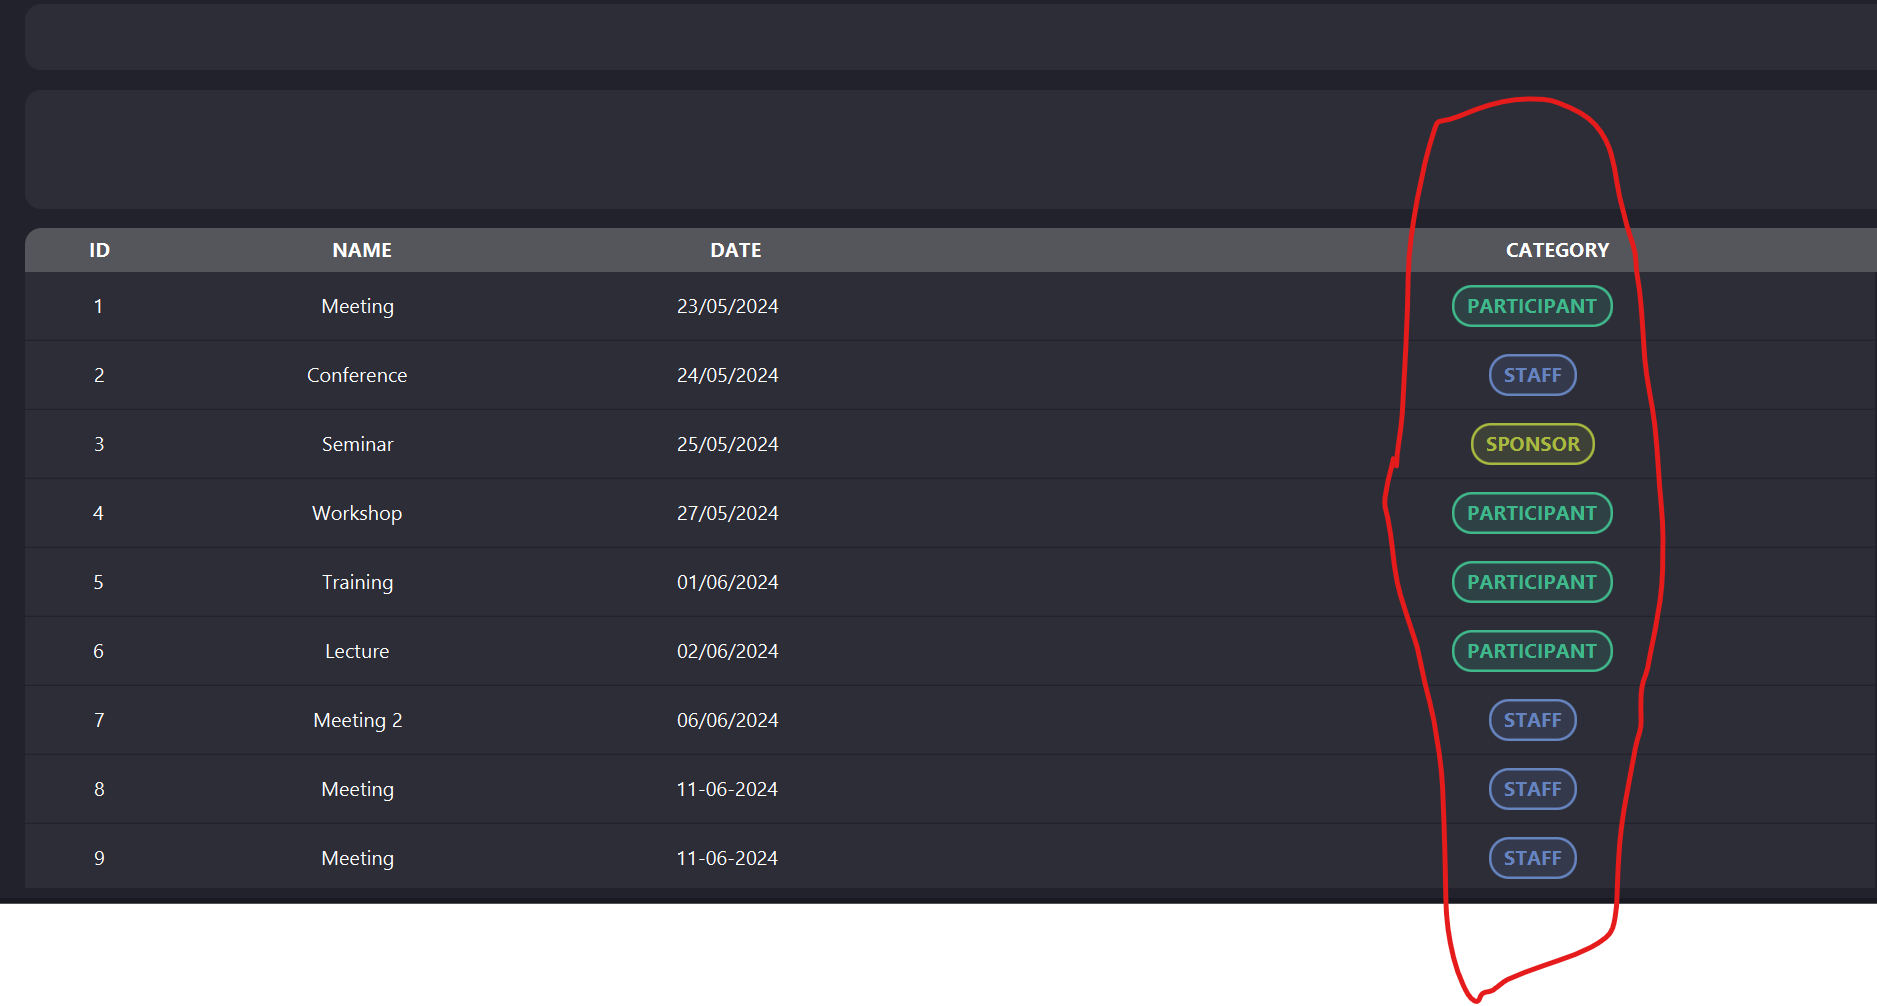 ID NAME DATE CATEGORY
1 Meeting 23/05/2024 PARTICIPANT
2 Conference 24/05/2024 STAFF
3 Seminar 25/05/2024 SPONSOR
4 Workshop 27/05/2024 PARTICIPANT
5 Training 01/06/2024 PARTICIPANT
6 Lecture 02/06/2024 PARTICIPANT
7 Meeting 2 06/06/2024 STAFF
8 Meeting 11-06-2024 STAFF
9 Meeting 11-06-2024 STAFF